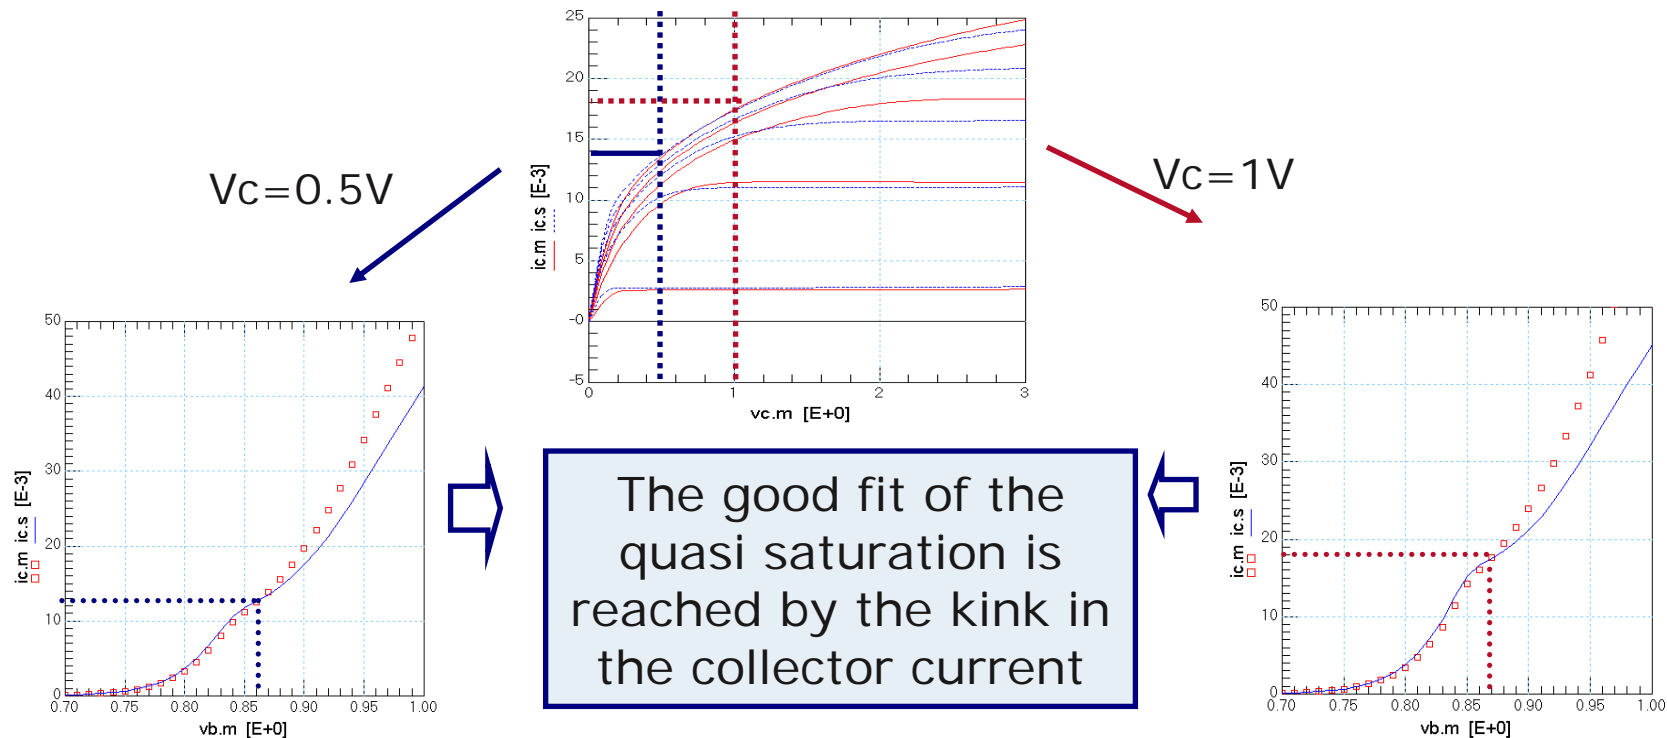 25
20
15
10
5
-0
-5
ic.m ic.s [E-3]
0 1 2 3
vc.m [E+0]
Vc=0.5V
Vc=1V
50
40
30
20
10
0
ic.m ic.s [E-3]
0.70 0.75 0.80 0.85 0.90 0.95 1.00
vb.m [E+0]
The good fit of the
quasi saturation is
reached by the kink in
the collector current
50
40
30
20
10
0
ic.m ic.s [E-3]
0.70 0.75 0.80 0.85 0.90 0.95 1.00
vb.m [E+0]